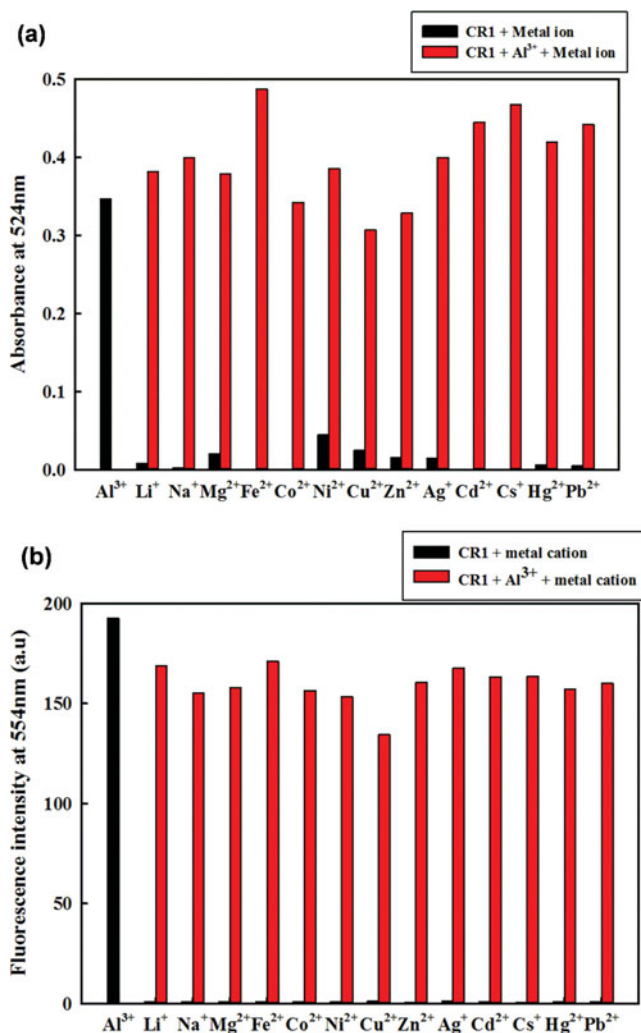 (a)
CR1 + Metal ion
CR1 + Al³⁺ + Metal ion
Absorbance at 524nm
0.5
0.4
0.3
0.2
0.1
0.0
Al³⁺ Li⁺ Na⁺ Mg²⁺ Fe²⁺ Co²⁺ Ni²⁺ Cu²⁺ Zn²⁺ Ag⁺ Cd²⁺ Cs⁺ Hg²⁺ Pb²⁺
(b)
CR1 + metal cation
CR1 + Al³⁺ + metal cation
Fluorescence intensity at 554nm (a.u)
200
150
100
50
0
Al³⁺ Li⁺ Na⁺ Mg²⁺ Fe²⁺ Co²⁺ Ni²⁺ Cu²⁺ Zn²⁺ Ag⁺ Cd²⁺ Cs⁺ Hg²⁺ Pb²⁺